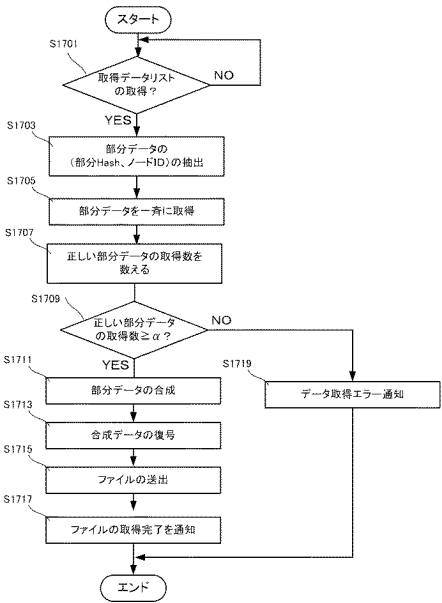 スタート
S1701
取得データリスト
の取得?
NO
YES
S1703
部分データの
(部分Hash、ノードID)の抽出
S1705
部分データを一斉に取得
S1707
正しい部分データの取得数を
数える
S1709
正しい部分データ
の取得数≧α?
NO
YES
S1711
部分データの合成
S1719
データ取得エラー通知
S1713
合成データの復号
S1715
ファイルの送出
S1717
ファイルの取得完了を通知
エンド